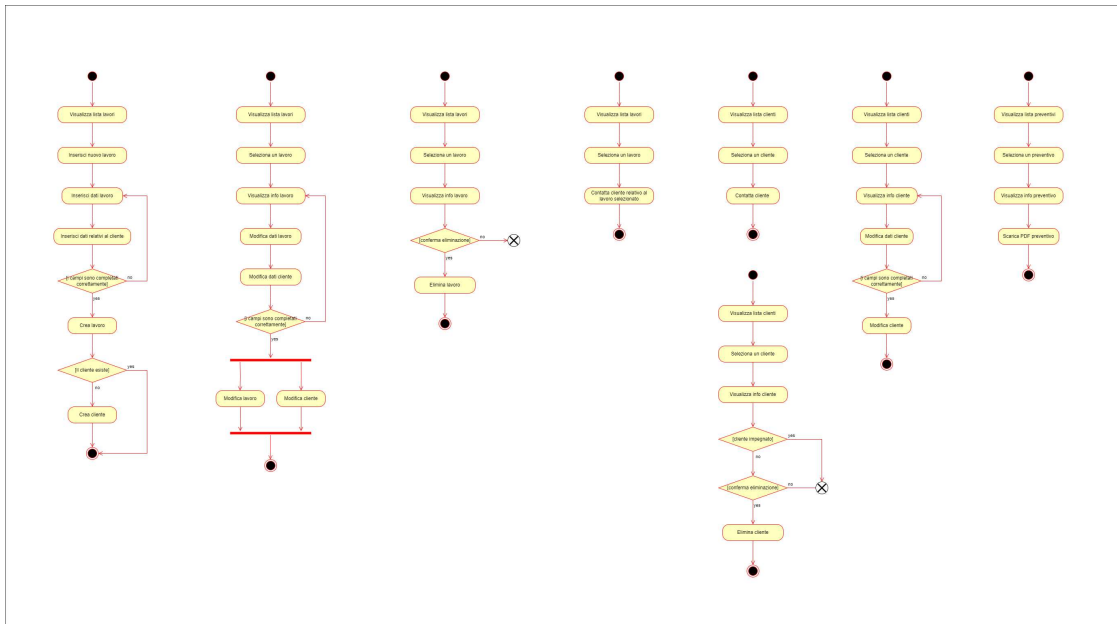 Visualizza lista lavori
Inserisci nuovo lavoro
Inserisci dati lavoro
Inserisci dati relativi al cliente
[I campi sono completati
correttamente]
no
yes
Crea lavoro
[Il cliente esiste]
yes
no
Crea cliente
Visualizza lista lavori
Seleziona un lavoro
Visualizza info lavoro
Modifica dati lavoro
Modifica dati cliente
[I campi sono completati
correttamente]
no
yes
Modifica lavoro
Modifica cliente
Visualizza lista lavori
Seleziona un lavoro
Visualizza info lavoro
[conferma eliminazione]
no
yes
Elimina lavoro
Visualizza lista lavori
Seleziona un lavoro
Contatta cliente relativo al
lavoro selezionato
Visualizza lista clienti
Seleziona un cliente
Contatta cliente
Visualizza lista clienti
Seleziona un cliente
Visualizza info cliente
[cliente impegnato]
yes
no
[conferma eliminazione]
no
yes
Elimina cliente
Visualizza lista clienti
Seleziona un cliente
Visualizza info cliente
Modifica dati cliente
[I campi sono completati
correttamente]
no
yes
Modifica cliente
Visualizza lista preventivi
Seleziona un preventivo
Visualizza info preventivo
Scarica PDF preventivo